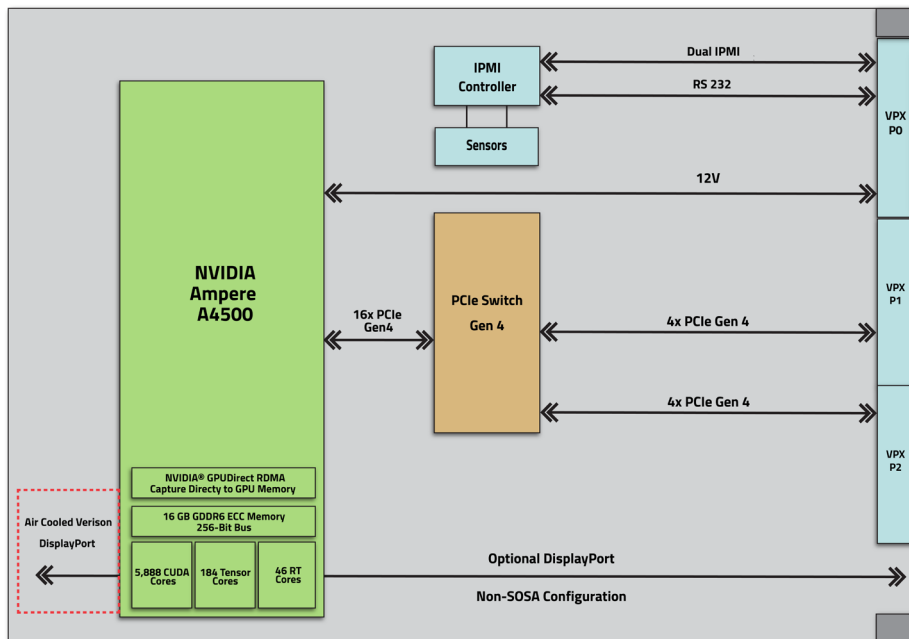 Dual IPMI
IPMI
Controller
RS 232
VPX
P0
Sensors
12V
NVIDIA
Ampere
A4500
PCIe Switch
Gen 4
VPX
P1
16x PCIe
Gen4
4x PCIe Gen 4
4x PCIe Gen 4
VPX
P2
NVIDIA® GPUDirect RDMA
Capture Directy to GPU Memory
16 GB GDDR6 ECC Memory
256-Bit Bus
Air Cooled Verison
DisplayPort
5,888 CUDA
Cores
184 Tensor
Cores
46 RT
Cores
Optional DisplayPort
Non-SOSA Configuration